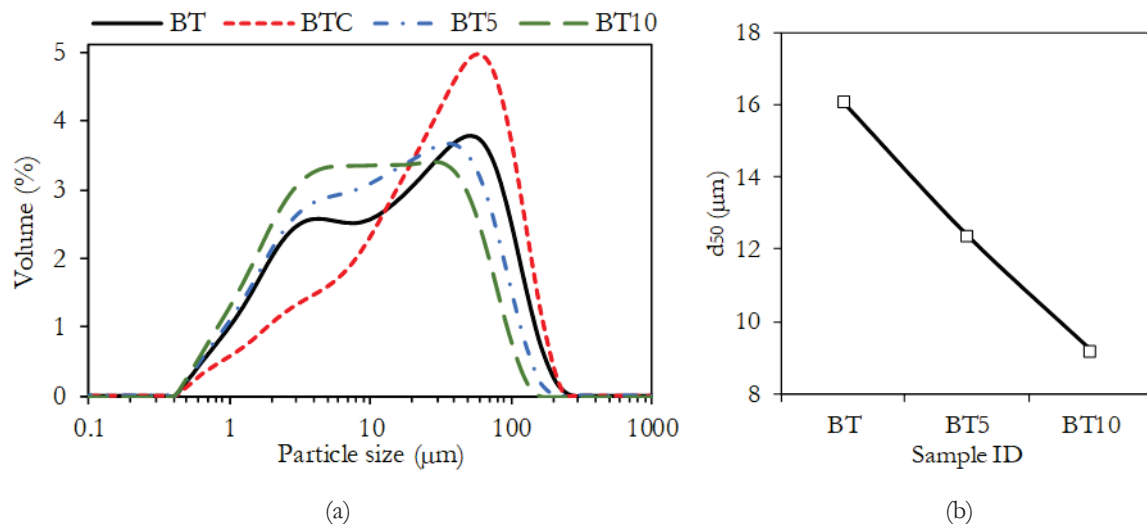 BT BTC BT5 BT10
5
4
3
2
1
0
Volume (%)
0.1 1 10 100 1000
Particle size (μm)
(a)
18
16
14
12
10
8
d50 (μm)
BT BT5 BT10
Sample ID
(b)